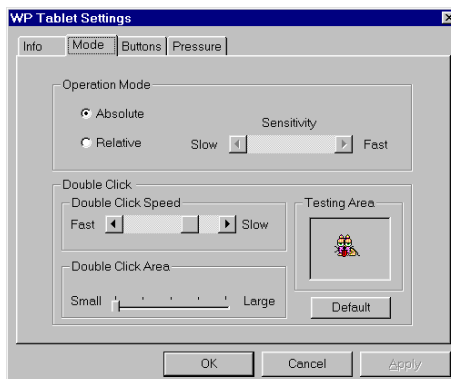 WP Tablet Settings
Info Mode Buttons Pressure
Operation Mode
Absolute
Sensitivity
Relative Slow Fast
Double Click
Double Click Speed Testing Area
Fast Slow
Double Click Area
Small Large Default
OK Cancel Apply